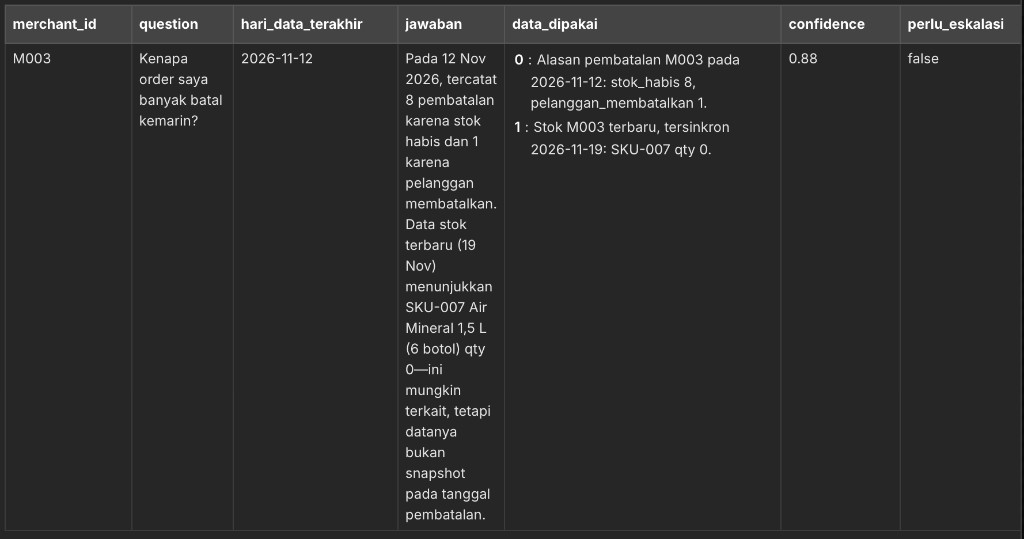 merchant_id question hari_data_terakhir jawaban data_dipakai confidence perlu_eskalasi
M003
Kenapa
order saya
banyak batal
kemarin?
2026-11-12
Pada 12 Nov
2026, tercatat
8 pembatalan
karena stok
habis dan 1
karena
pelanggan
membatalkan.
Data stok
terbaru (19
Nov)
menunjukkan
SKU-007 Air
Mineral 1,5 L
(6 botol) qty
0—ini
mungkin
terkait, tetapi
datanya
bukan
snapshot
pada tanggal
pembatalan.
0 : Alasan pembatalan M003 pada
2026-11-12: stok_habis 8,
pelanggan_membatalkan 1.
1 : Stok M003 terbaru, tersinkron
2026-11-19: SKU-007 qty 0.
0.88
false